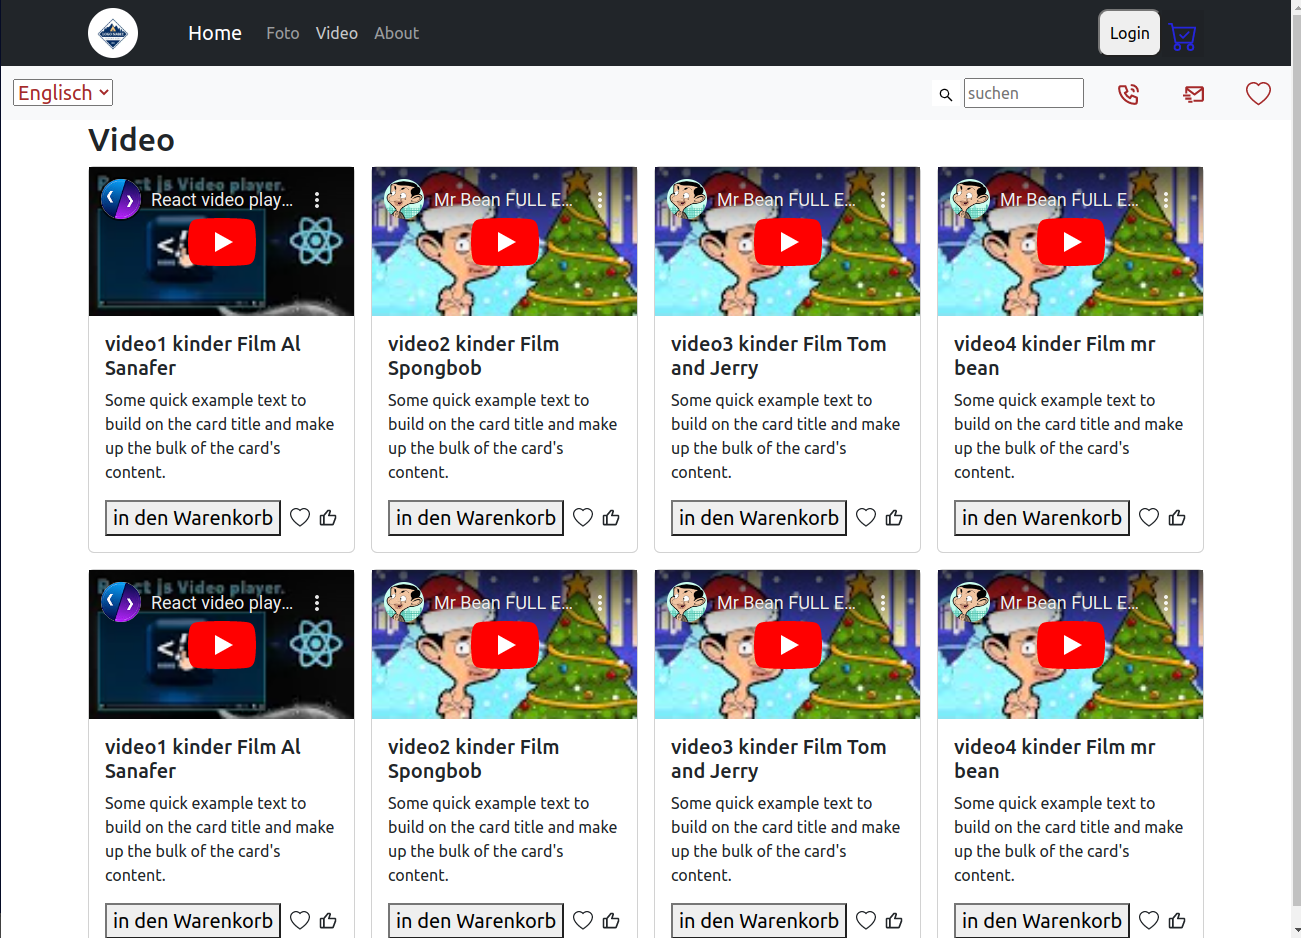 Home Foto Video About Login
Englisch suchen
Video
React video play...
Mr Bean FULL E...
Mr Bean FULL E...
Mr Bean FULL E...
video1 kinder Film Al
Sanafer
Some quick example text to
build on the card title and make
up the bulk of the card's
content.
in den Warenkorb
video2 kinder Film
Spongbob
Some quick example text to
build on the card title and make
up the bulk of the card's
content.
in den Warenkorb
video3 kinder Film Tom
and Jerry
Some quick example text to
build on the card title and make
up the bulk of the card's
content.
in den Warenkorb
video4 kinder Film mr
bean
Some quick example text to
build on the card title and make
up the bulk of the card's
content.
in den Warenkorb
React video play...
Mr Bean FULL E...
Mr Bean FULL E...
Mr Bean FULL E...
video1 kinder Film Al
Sanafer
Some quick example text to
build on the card title and make
up the bulk of the card's
content.
in den Warenkorb
video2 kinder Film
Spongbob
Some quick example text to
build on the card title and make
up the bulk of the card's
content.
in den Warenkorb
video3 kinder Film Tom
and Jerry
Some quick example text to
build on the card title and make
up the bulk of the card's
content.
in den Warenkorb
video4 kinder Film mr
bean
Some quick example text to
build on the card title and make
up the bulk of the card's
content.
in den Warenkorb